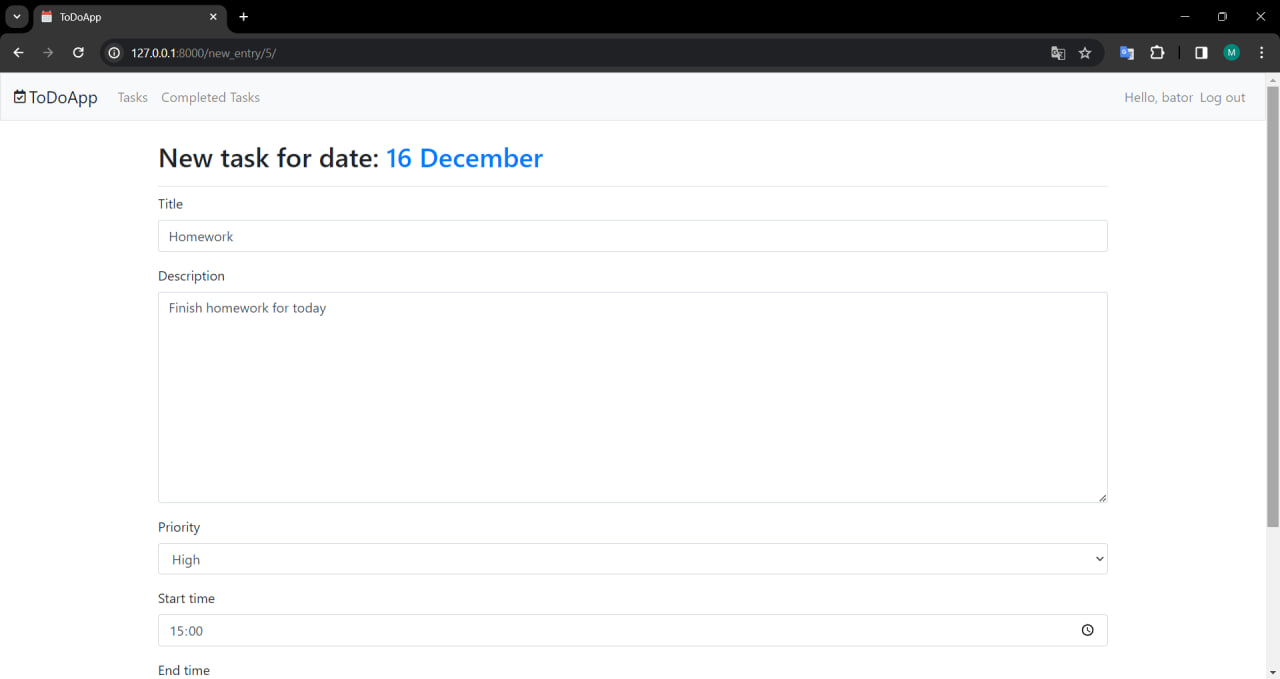 ToDoApp
127.0.0.1:8000/new_entry/5/
M
ToDoApp Tasks Completed Tasks Hello, bator Log out
New task for date: 16 December
Title
Homework
Description
Finish homework for today
Priority
High
Start time
15:00
End time